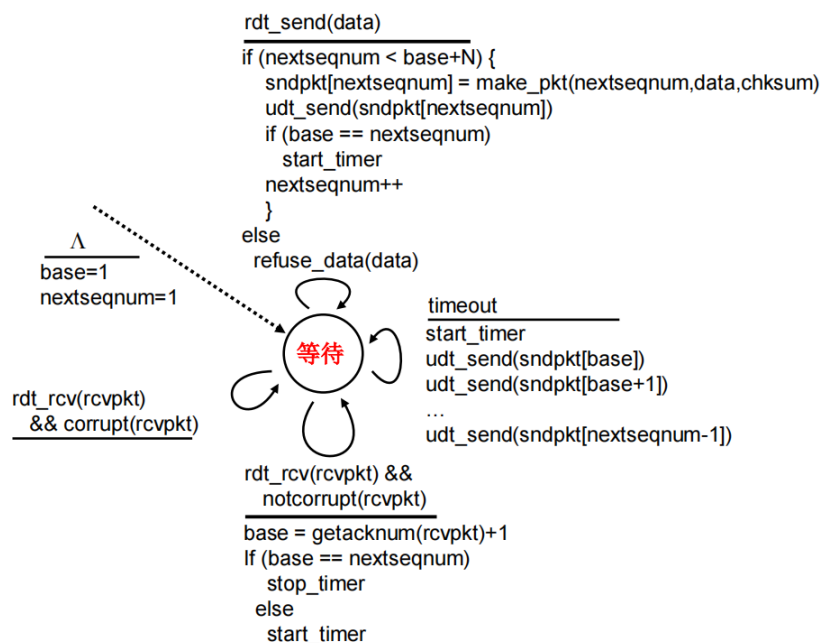 rdt_send(data)
if (nextseqnum < base+N) {
sndpkt[nextseqnum] = make_pkt(nextseqnum,data,chksum)
udt_send(sndpkt[nextseqnum])
if (base == nextseqnum)
start_timer
nextseqnum++
}
else
refuse_data(data)
Λ
base=1
nextseqnum=1
等待
timeout
start_timer
udt_send(sndpkt[base])
udt_send(sndpkt[base+1])
…
udt_send(sndpkt[nextseqnum-1])
rdt_rcv(rcvpkt)
&& corrupt(rcvpkt)
rdt_rcv(rcvpkt) &&
notcorrupt(rcvpkt)
base = getacknum(rcvpkt)+1
If (base == nextseqnum)
stop_timer
else
start_timer